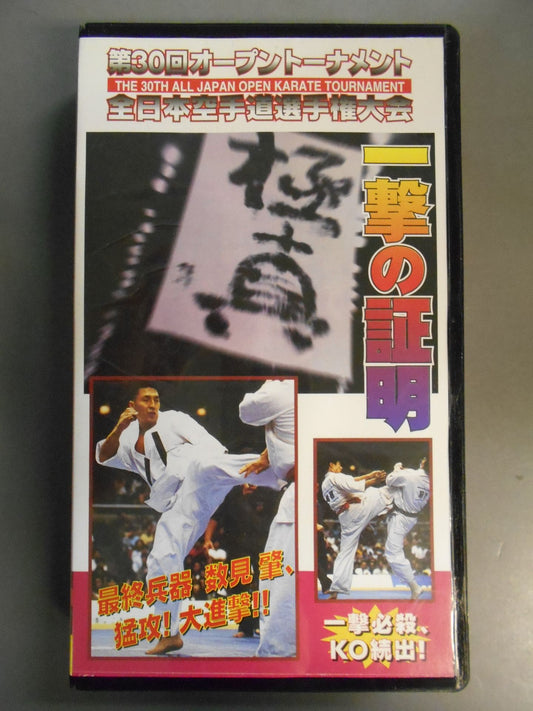 第30回オープントーナメント
THE 30TH ALL JAPAN OPEN KARATE TOURNAMENT
全日本空手道選手権大会
極真
一撃の証明
最終兵器 数見 肇、
猛攻! 大進撃!!
一撃必殺、
KO続出!